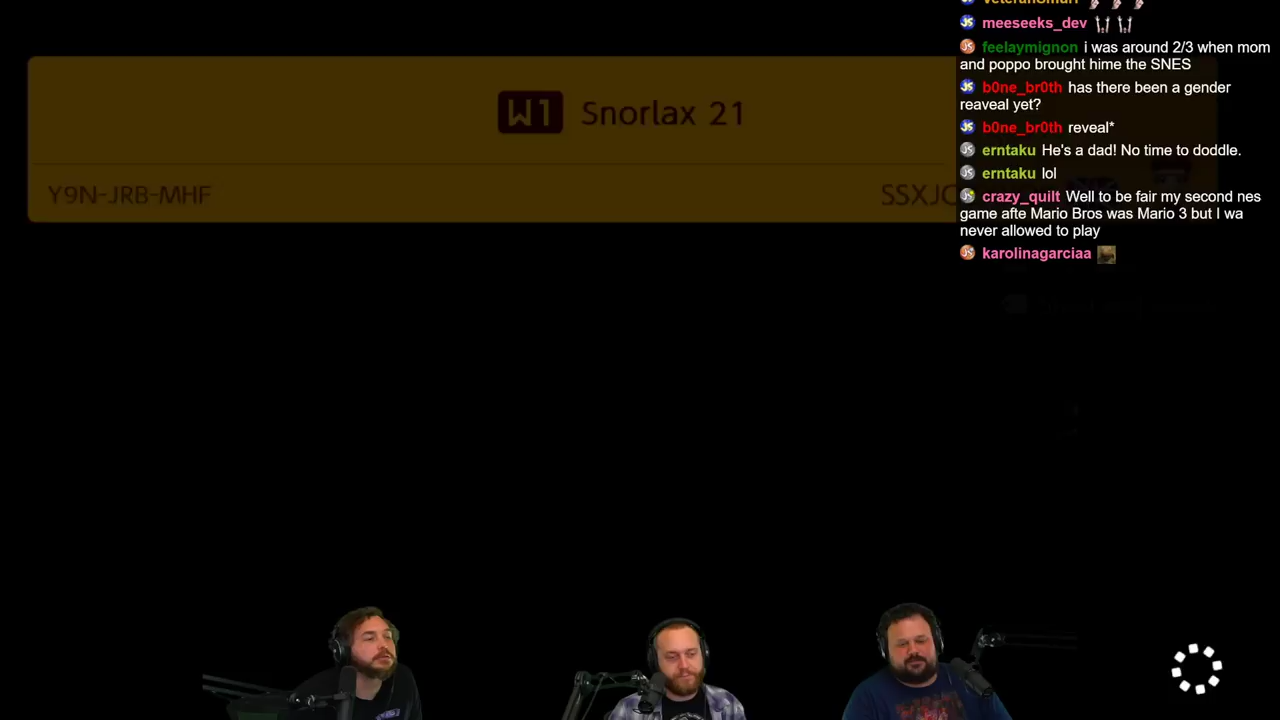 W1 Snorlax 21
Y9N-JRB-MHF
meeseeks_dev
feelaymignon i was around 2/3 when mom
and poppo brought hime the SNES
b0ne_br0th has there been a gender
reaveal yet?
b0ne_br0th reveal*
erntaku He's a dad! No time to doddle.
erntaku lol
crazy_quilt Well to be fair my second nes
game afte Mario Bros was Mario 3 but I wa
never allowed to play
karolinagarciaa